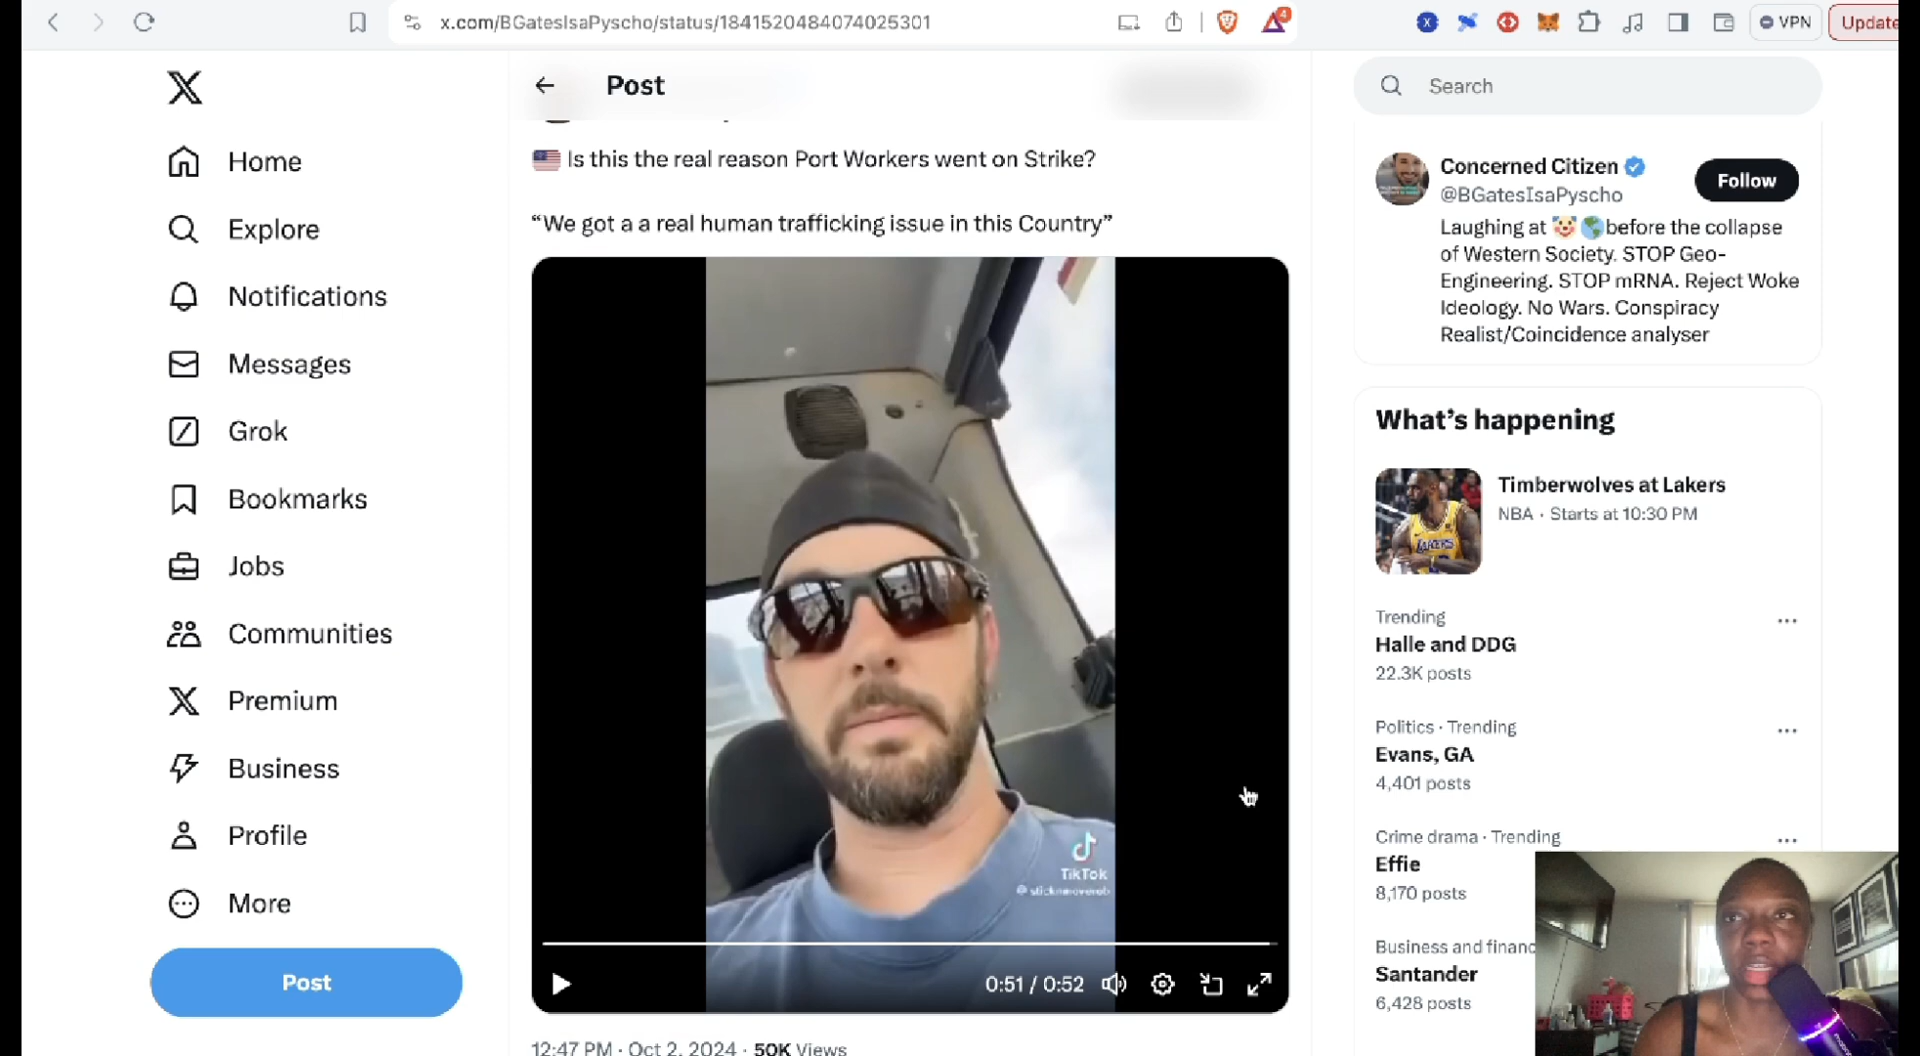 x.com/BGatesIsaPyscho/status/1841520484074025301
4
VPN
Update
Home
Explore
Notifications
Messages
Grok
Bookmarks
Jobs
Communities
Premium
Business
Profile
More
Post
Post
Is this the real reason Port Workers went on Strike?
“We got a a real human trafficking issue in this Country”
TikTok
0:51 / 0:52
12:47 PM · Oct 2, 2024 · 50K Views
Search
Concerned Citizen
@BGatesIsaPyscho
Follow
Laughing at before the collapse
of Western Society. STOP Geo-
Engineering. STOP mRNA. Reject Woke
Ideology. No Wars. Conspiracy
Realist/Coincidence analyser
What’s happening
LAKERS
Timberwolves at Lakers
NBA · Starts at 10:30 PM
Trending
Halle and DDG
22.3K posts
Politics · Trending
Evans, GA
4,401 posts
Crime drama · Trending
Effie
8,170 posts
Business and financ
Santander
6,428 posts